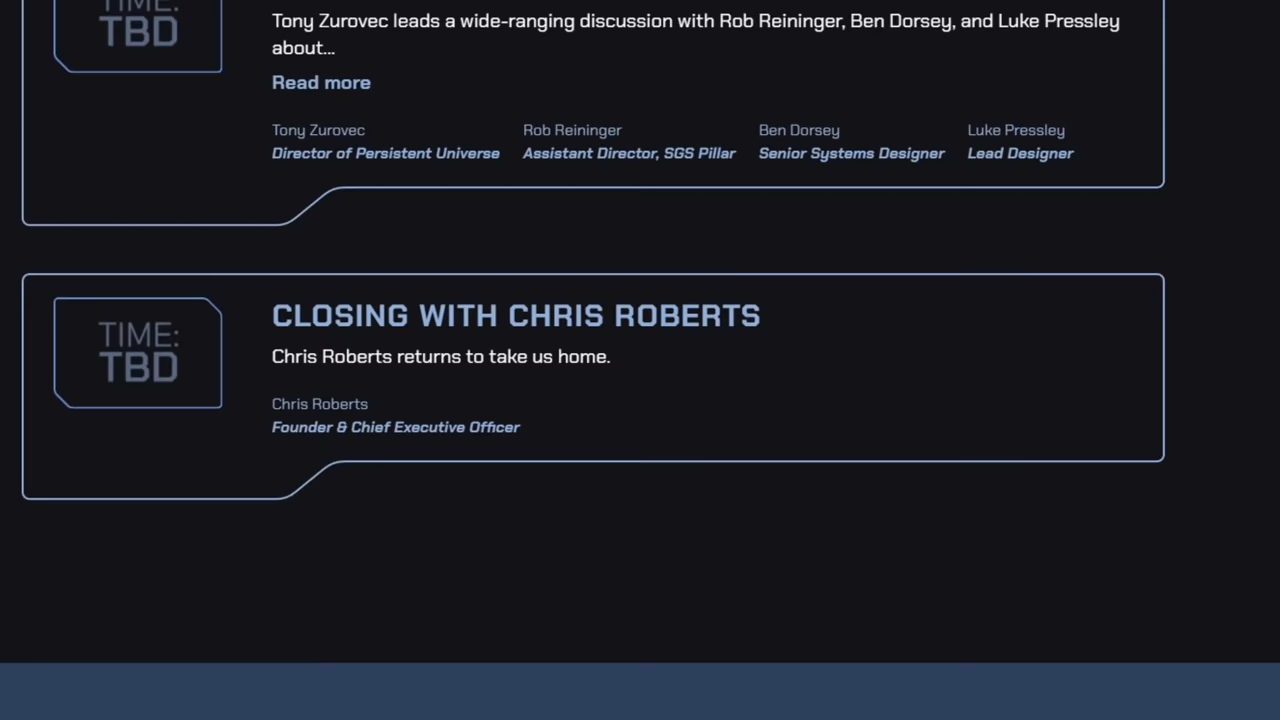 TIME:
TBD
Tony Zurovec leads a wide-ranging discussion with Rob Reininger, Ben Dorsey, and Luke Pressley
about...
Read more
Tony Zurovec
Director of Persistent Universe
Rob Reininger
Assistant Director, SGS Pillar
Ben Dorsey
Senior Systems Designer
Luke Pressley
Lead Designer
TIME:
TBD
CLOSING WITH CHRIS ROBERTS
Chris Roberts returns to take us home.
Chris Roberts
Founder & Chief Executive Officer